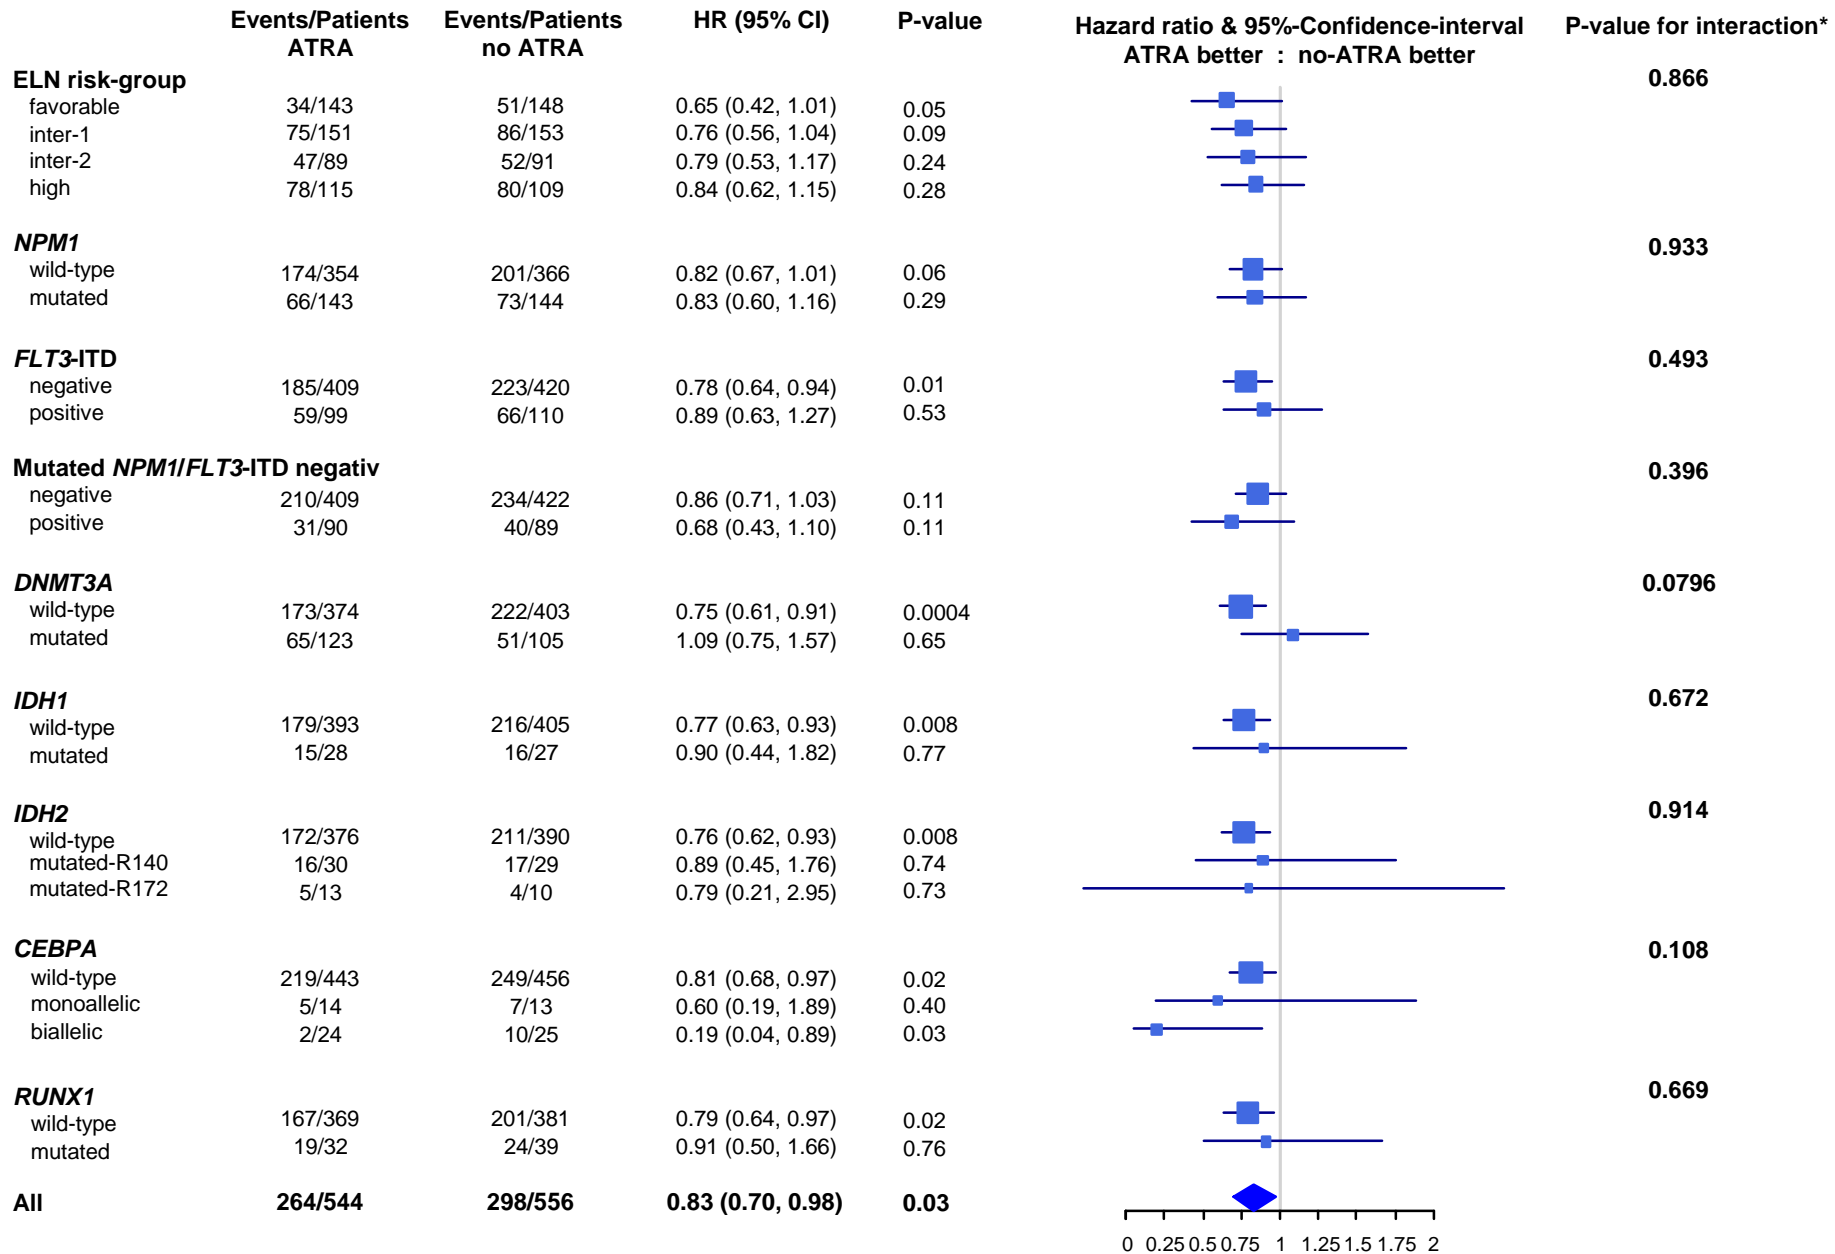 Events/Patients Events/Patients HR (95% CI) P-value Hazard ratio & 95%-Confidence-interval P-value for interaction*
ATRA no ATRA ATRA better : no-ATRA better
ELN risk-group 0.866
favorable 34/143 51/148 0.65 (0.42, 1.01) 0.05
inter-1 75/151 86/153 0.76 (0.56, 1.04) 0.09
inter-2 47/89 52/91 0.79 (0.53, 1.17) 0.24
high 78/115 80/109 0.84 (0.62, 1.15) 0.28
NPM1 0.933
wild-type 174/354 201/366 0.82 (0.67, 1.01) 0.06
mutated 66/143 73/144 0.83 (0.60, 1.16) 0.29
FLT3-ITD 0.493
negative 185/409 223/420 0.78 (0.64, 0.94) 0.01
positive 59/99 66/110 0.89 (0.63, 1.27) 0.53
Mutated NPM1/FLT3-ITD negativ 0.396
negative 210/409 234/422 0.86 (0.71, 1.03) 0.11
positive 31/90 40/89 0.68 (0.43, 1.10) 0.11
DNMT3A 0.0796
wild-type 173/374 222/403 0.75 (0.61, 0.91) 0.0004
mutated 65/123 51/105 1.09 (0.75, 1.57) 0.65
IDH1 0.672
wild-type 179/393 216/405 0.77 (0.63, 0.93) 0.008
mutated 15/28 16/27 0.90 (0.44, 1.82) 0.77
IDH2 0.914
wild-type 172/376 211/390 0.76 (0.62, 0.93) 0.008
mutated-R140 16/30 17/29 0.89 (0.45, 1.76) 0.74
mutated-R172 5/13 4/10 0.79 (0.21, 2.95) 0.73
CEBPA 0.108
wild-type 219/443 249/456 0.81 (0.68, 0.97) 0.02
monoallelic 5/14 7/13 0.60 (0.19, 1.89) 0.40
biallelic 2/24 10/25 0.19 (0.04, 0.89) 0.03
RUNX1 0.669
wild-type 167/369 201/381 0.79 (0.64, 0.97) 0.02
mutated 19/32 24/39 0.91 (0.50, 1.66) 0.76
All 264/544 298/556 0.83 (0.70, 0.98) 0.03
0 0.25 0.5 0.75 1 1.25 1.5 1.75 2